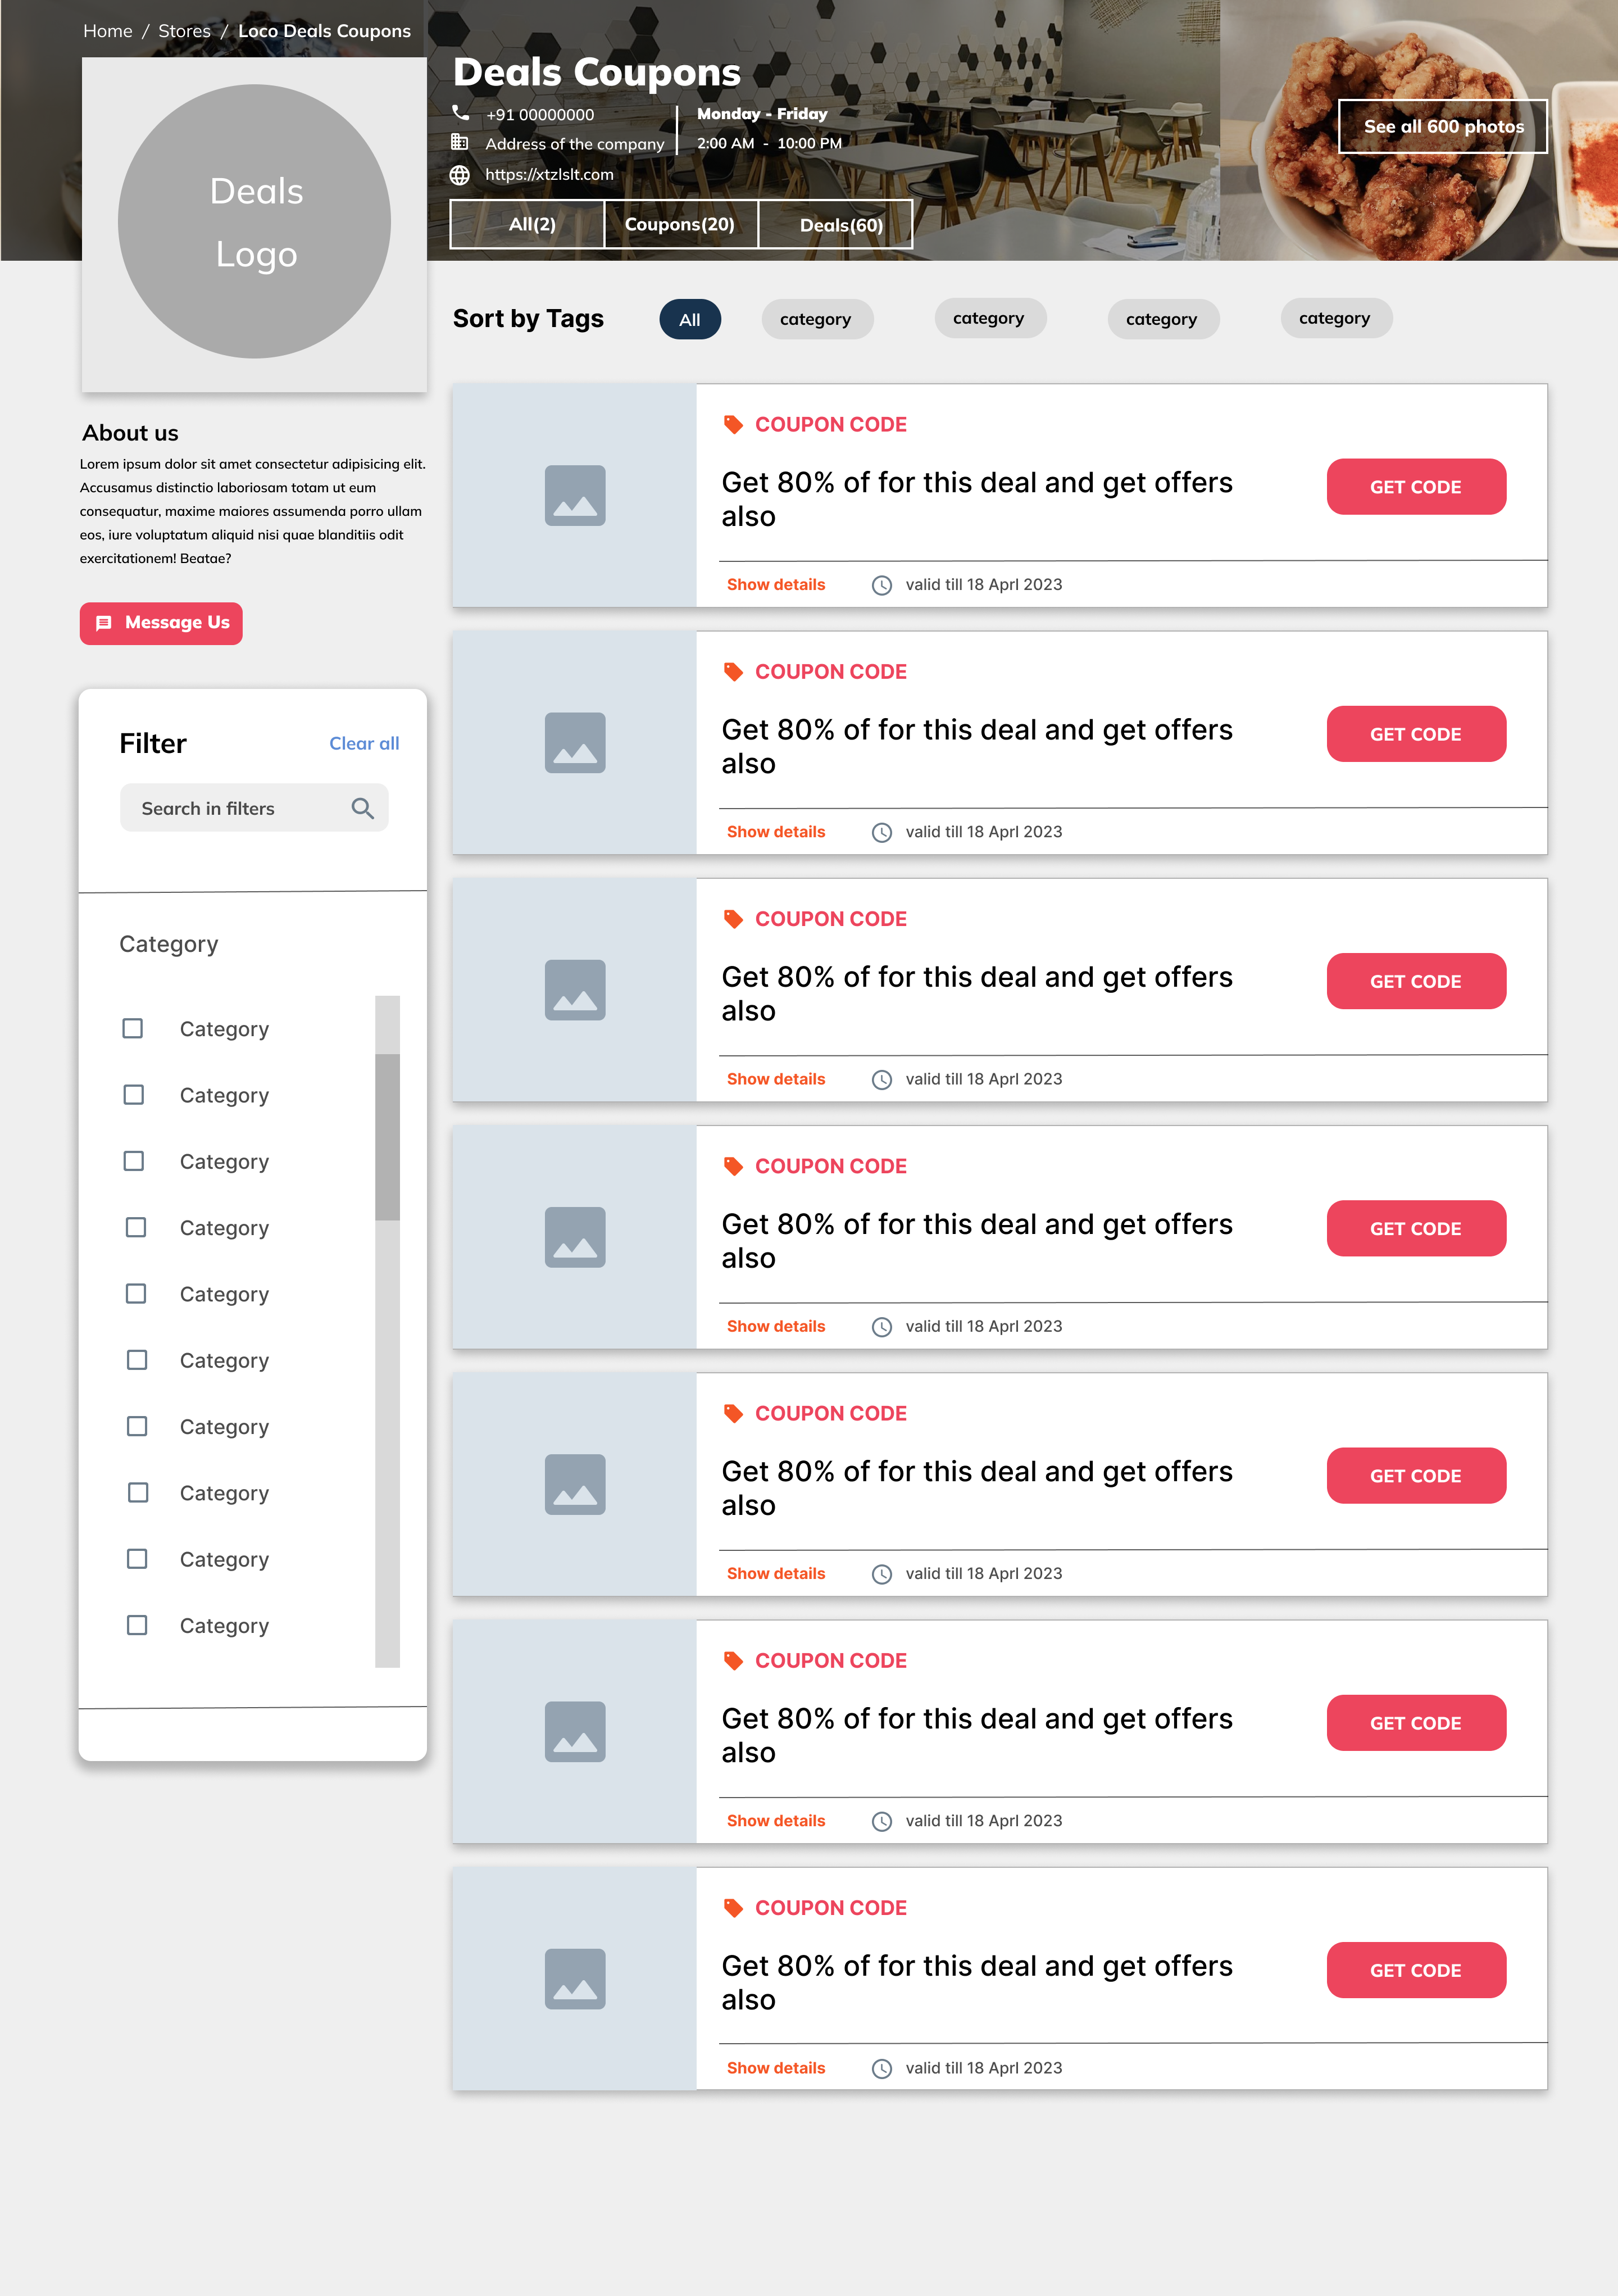 Home / Stores / Loco Deals Coupons
Deals
Logo
Deals Coupons
+91 00000000
Address of the company
https://xtzlslt.com
Monday - Friday
2:00 AM - 10:00 PM
All(2)
Coupons(20)
Deals(60)
See all 600 photos
About us
Lorem ipsum dolor sit amet consectetur adipisicing elit.
Accusamus distinctio laboriosam totam ut eum
consequatur, maxime maiores assumenda porro ullam
eos, iure voluptatum aliquid nisi quae blanditiis odit
exercitationem! Beatae?
Message Us
Filter
Clear all
Search in filters
Category
Category
Category
Category
Category
Category
Category
Category
Category
Category
Category
Sort by Tags
All
category
category
category
category
COUPON CODE
Get 80% of for this deal and get offers
also
GET CODE
Show details
valid till 18 Aprl 2023
COUPON CODE
Get 80% of for this deal and get offers
also
GET CODE
Show details
valid till 18 Aprl 2023
COUPON CODE
Get 80% of for this deal and get offers
also
GET CODE
Show details
valid till 18 Aprl 2023
COUPON CODE
Get 80% of for this deal and get offers
also
GET CODE
Show details
valid till 18 Aprl 2023
COUPON CODE
Get 80% of for this deal and get offers
also
GET CODE
Show details
valid till 18 Aprl 2023
COUPON CODE
Get 80% of for this deal and get offers
also
GET CODE
Show details
valid till 18 Aprl 2023
COUPON CODE
Get 80% of for this deal and get offers
also
GET CODE
Show details
valid till 18 Aprl 2023